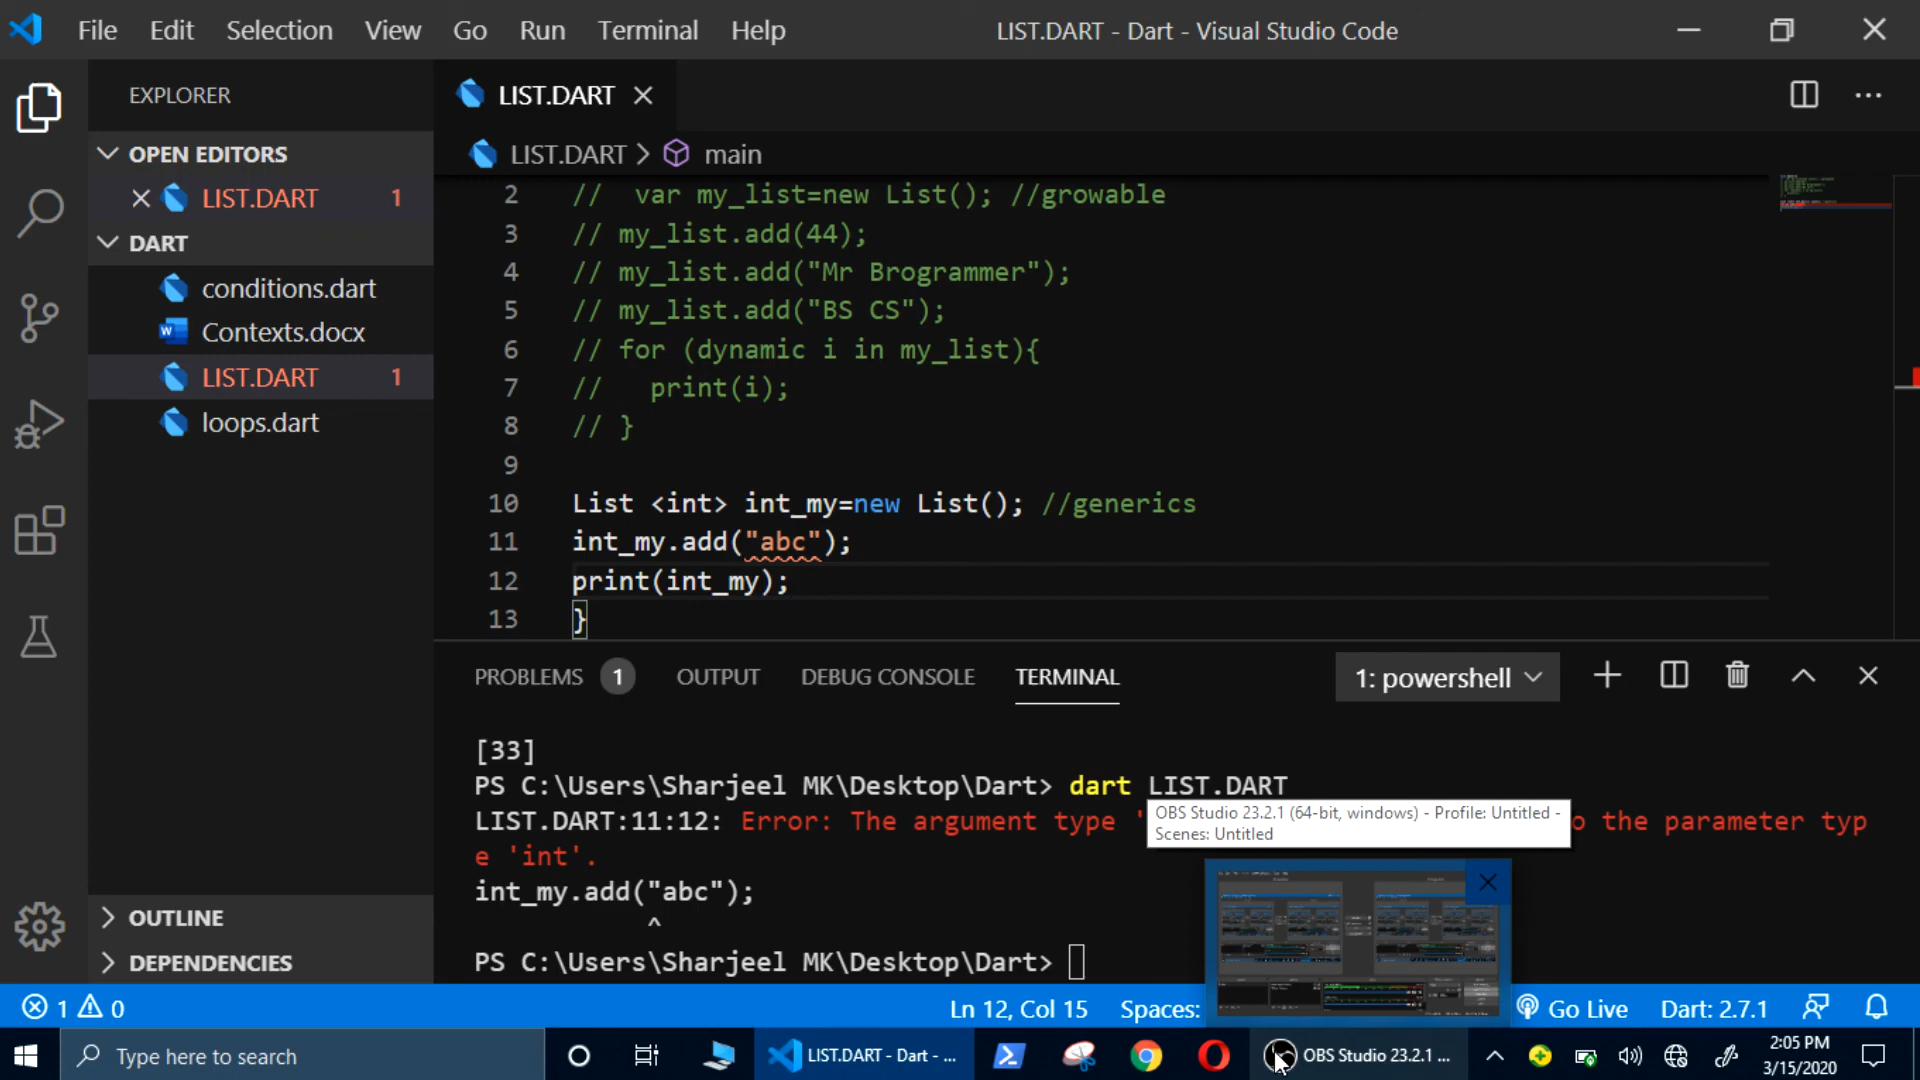 File Edit Selection View Go Run Terminal Help
LIST.DART - Dart - Visual Studio Code
EXPLORER
OPEN EDITORS
LIST.DART 1
DART
conditions.dart
Contexts.docx
LIST.DART 1
loops.dart
OUTLINE
DEPENDENCIES
LIST.DART
LIST.DART > main
2 // var my_list=new List(); //growable
3 // my_list.add(44);
4 // my_list.add("Mr Brogrammer");
5 // my_list.add("BS CS");
6 // for (dynamic i in my_list){
7 // print(i);
8 // }
9
10 List <int> int_my=new List(); //generics
11 int_my.add("abc");
12 print(int_my);
13 }
PROBLEMS 1 OUTPUT DEBUG CONSOLE TERMINAL
1: powershell
[33]
PS C:\Users\Sharjeel MK\Desktop\Dart> dart LIST.DART
LIST.DART:11:12: Error: The argument type ' o the parameter typ
e 'int'.
int_my.add("abc");
^
PS C:\Users\Sharjeel MK\Desktop\Dart>
OBS Studio 23.2.1 (64-bit, windows) - Profile: Untitled -
Scenes: Untitled
1 0
Ln 12, Col 15 Spaces: Go Live Dart: 2.7.1
Type here to search
LIST.DART - Dart - ...
OBS Studio 23.2.1 ...
2:05 PM
3/15/2020